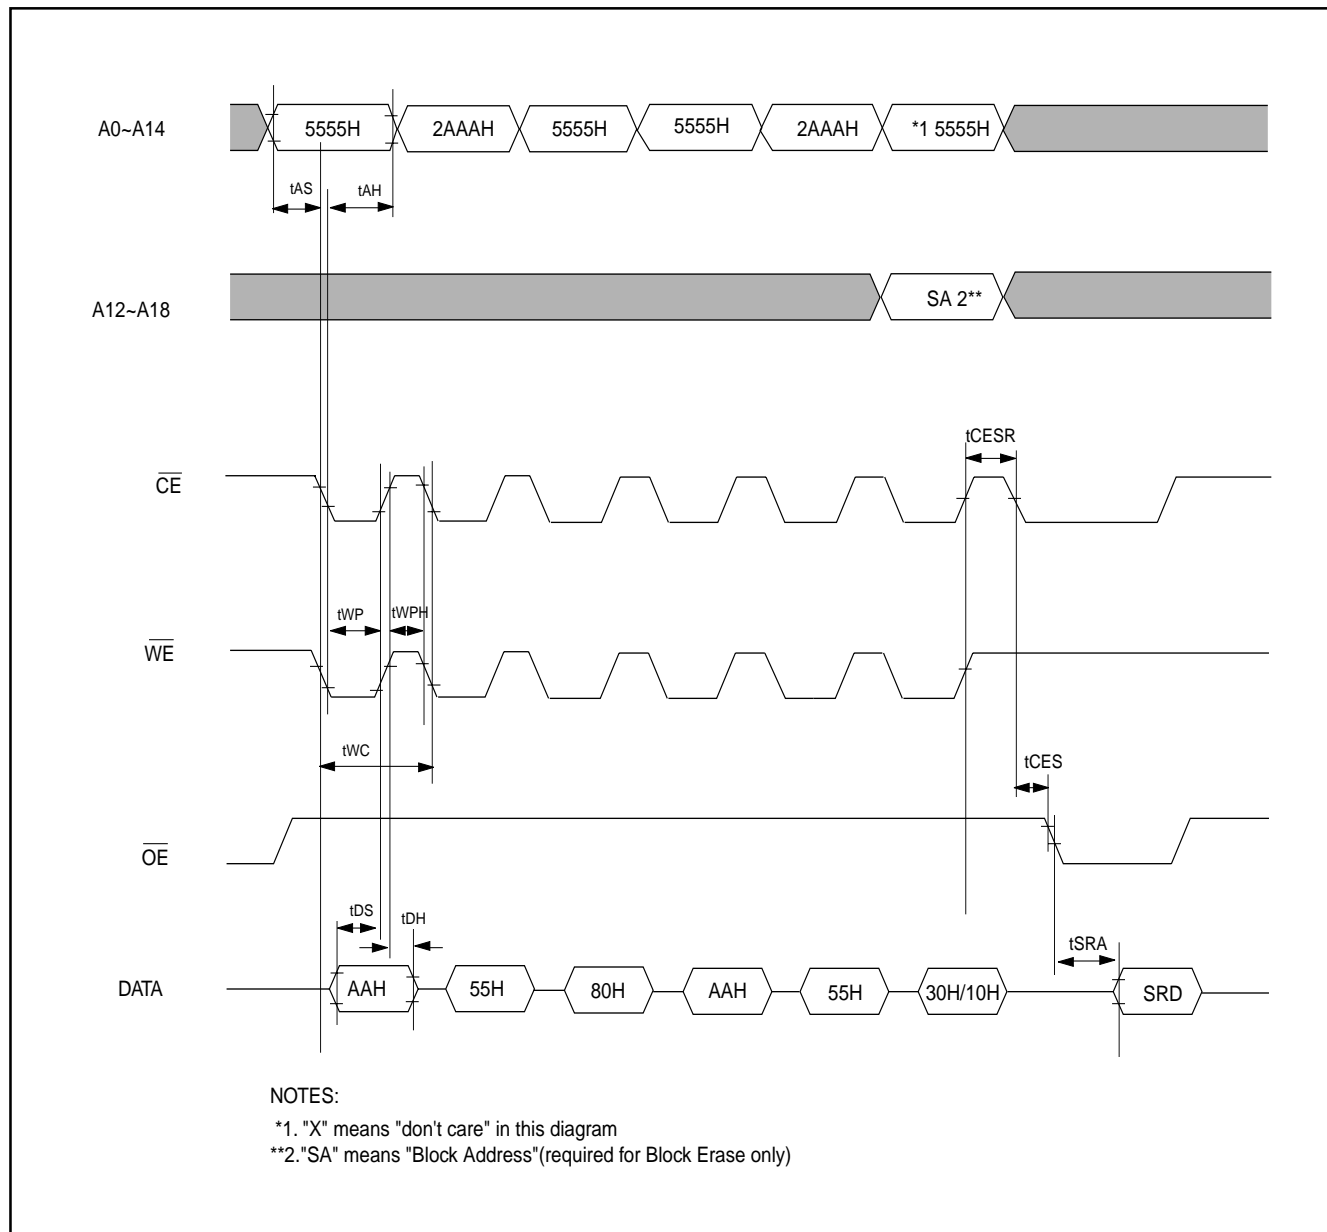 A0~A14 5555H 2AAAH 5555H 5555H 2AAAH *1 5555H
tAS tAH
A12~A18 SA 2**
tCESR
CE
tWP tWPH
WE
tWC
tCES
OE
tDS tDH
tSRA
DATA AAH 55H 80H AAH 55H 30H/10H SRD
NOTES:
*1. "X" means "don't care" in this diagram
**2."SA" means "Block Address"(required for Block Erase only)